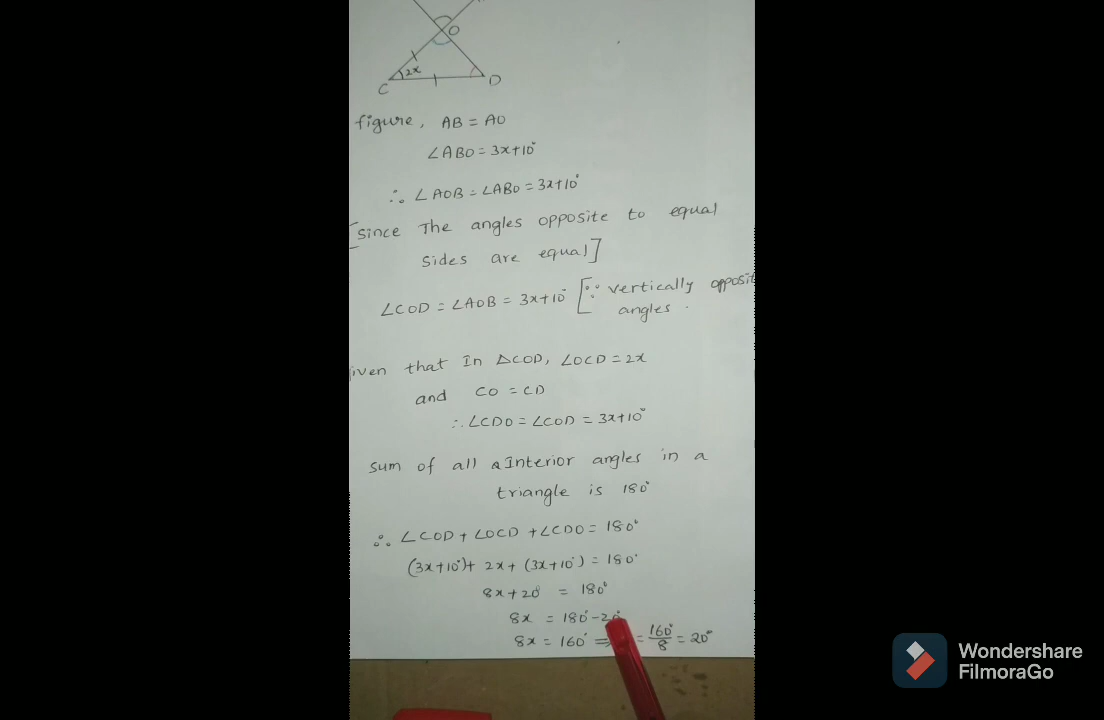 O
2x
C
D
figure, AB = AO
∠ABO = 3x+10°
∴ ∠AOB = ∠ABO = 3x+10°
[since The angles opposite to equal
sides are equal]
∠COD = ∠AOB = 3x+10° [∵ vertically opposit
angles.
iven that In △COD, ∠OCD = 2x
and CO = CD
∴ ∠CDO = ∠COD = 3x+10°
sum of all Interior angles in a
triangle is 180°
∴ ∠COD + ∠OCD + ∠CDO = 180°
(3x+10°)+ 2x + (3x+10°) = 180°
8x + 20° = 180°
8x = 180° - 20°
8x = 160° ⇒ = 160°/8 = 20°
Wondershare
FilmoraGo